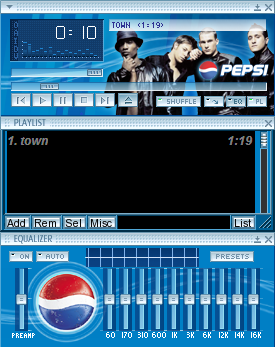 0:10
TOWN <1:19>
PEPSI
SHUFFLE EQ PL
PLAYLIST
1. town 1:19
Add Rem Sel Misc List
EQUALIZER
ON AUTO PRESETS
PREAMP 60 170 310 600 1K 3K 6K 12K 14K 16K